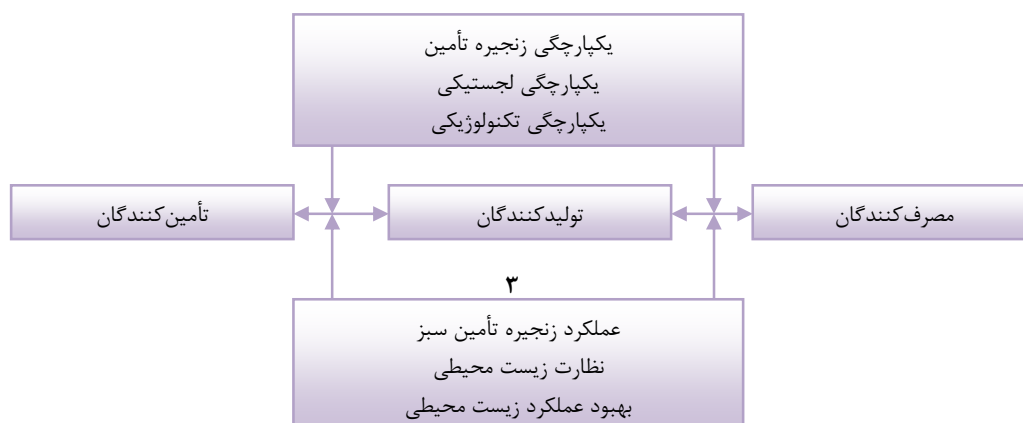 یکپارچگی زنجیره تأمین
یکپارچگی لجستیکی
یکپارچگی تکنولوژیکی
مصرف‌کنندگان
تولیدکنندگان
تأمین‌کنندگان
۳
عملکرد زنجیره تأمین سبز
نظارت زیست محیطی
بهبود عملکرد زیست محیطی